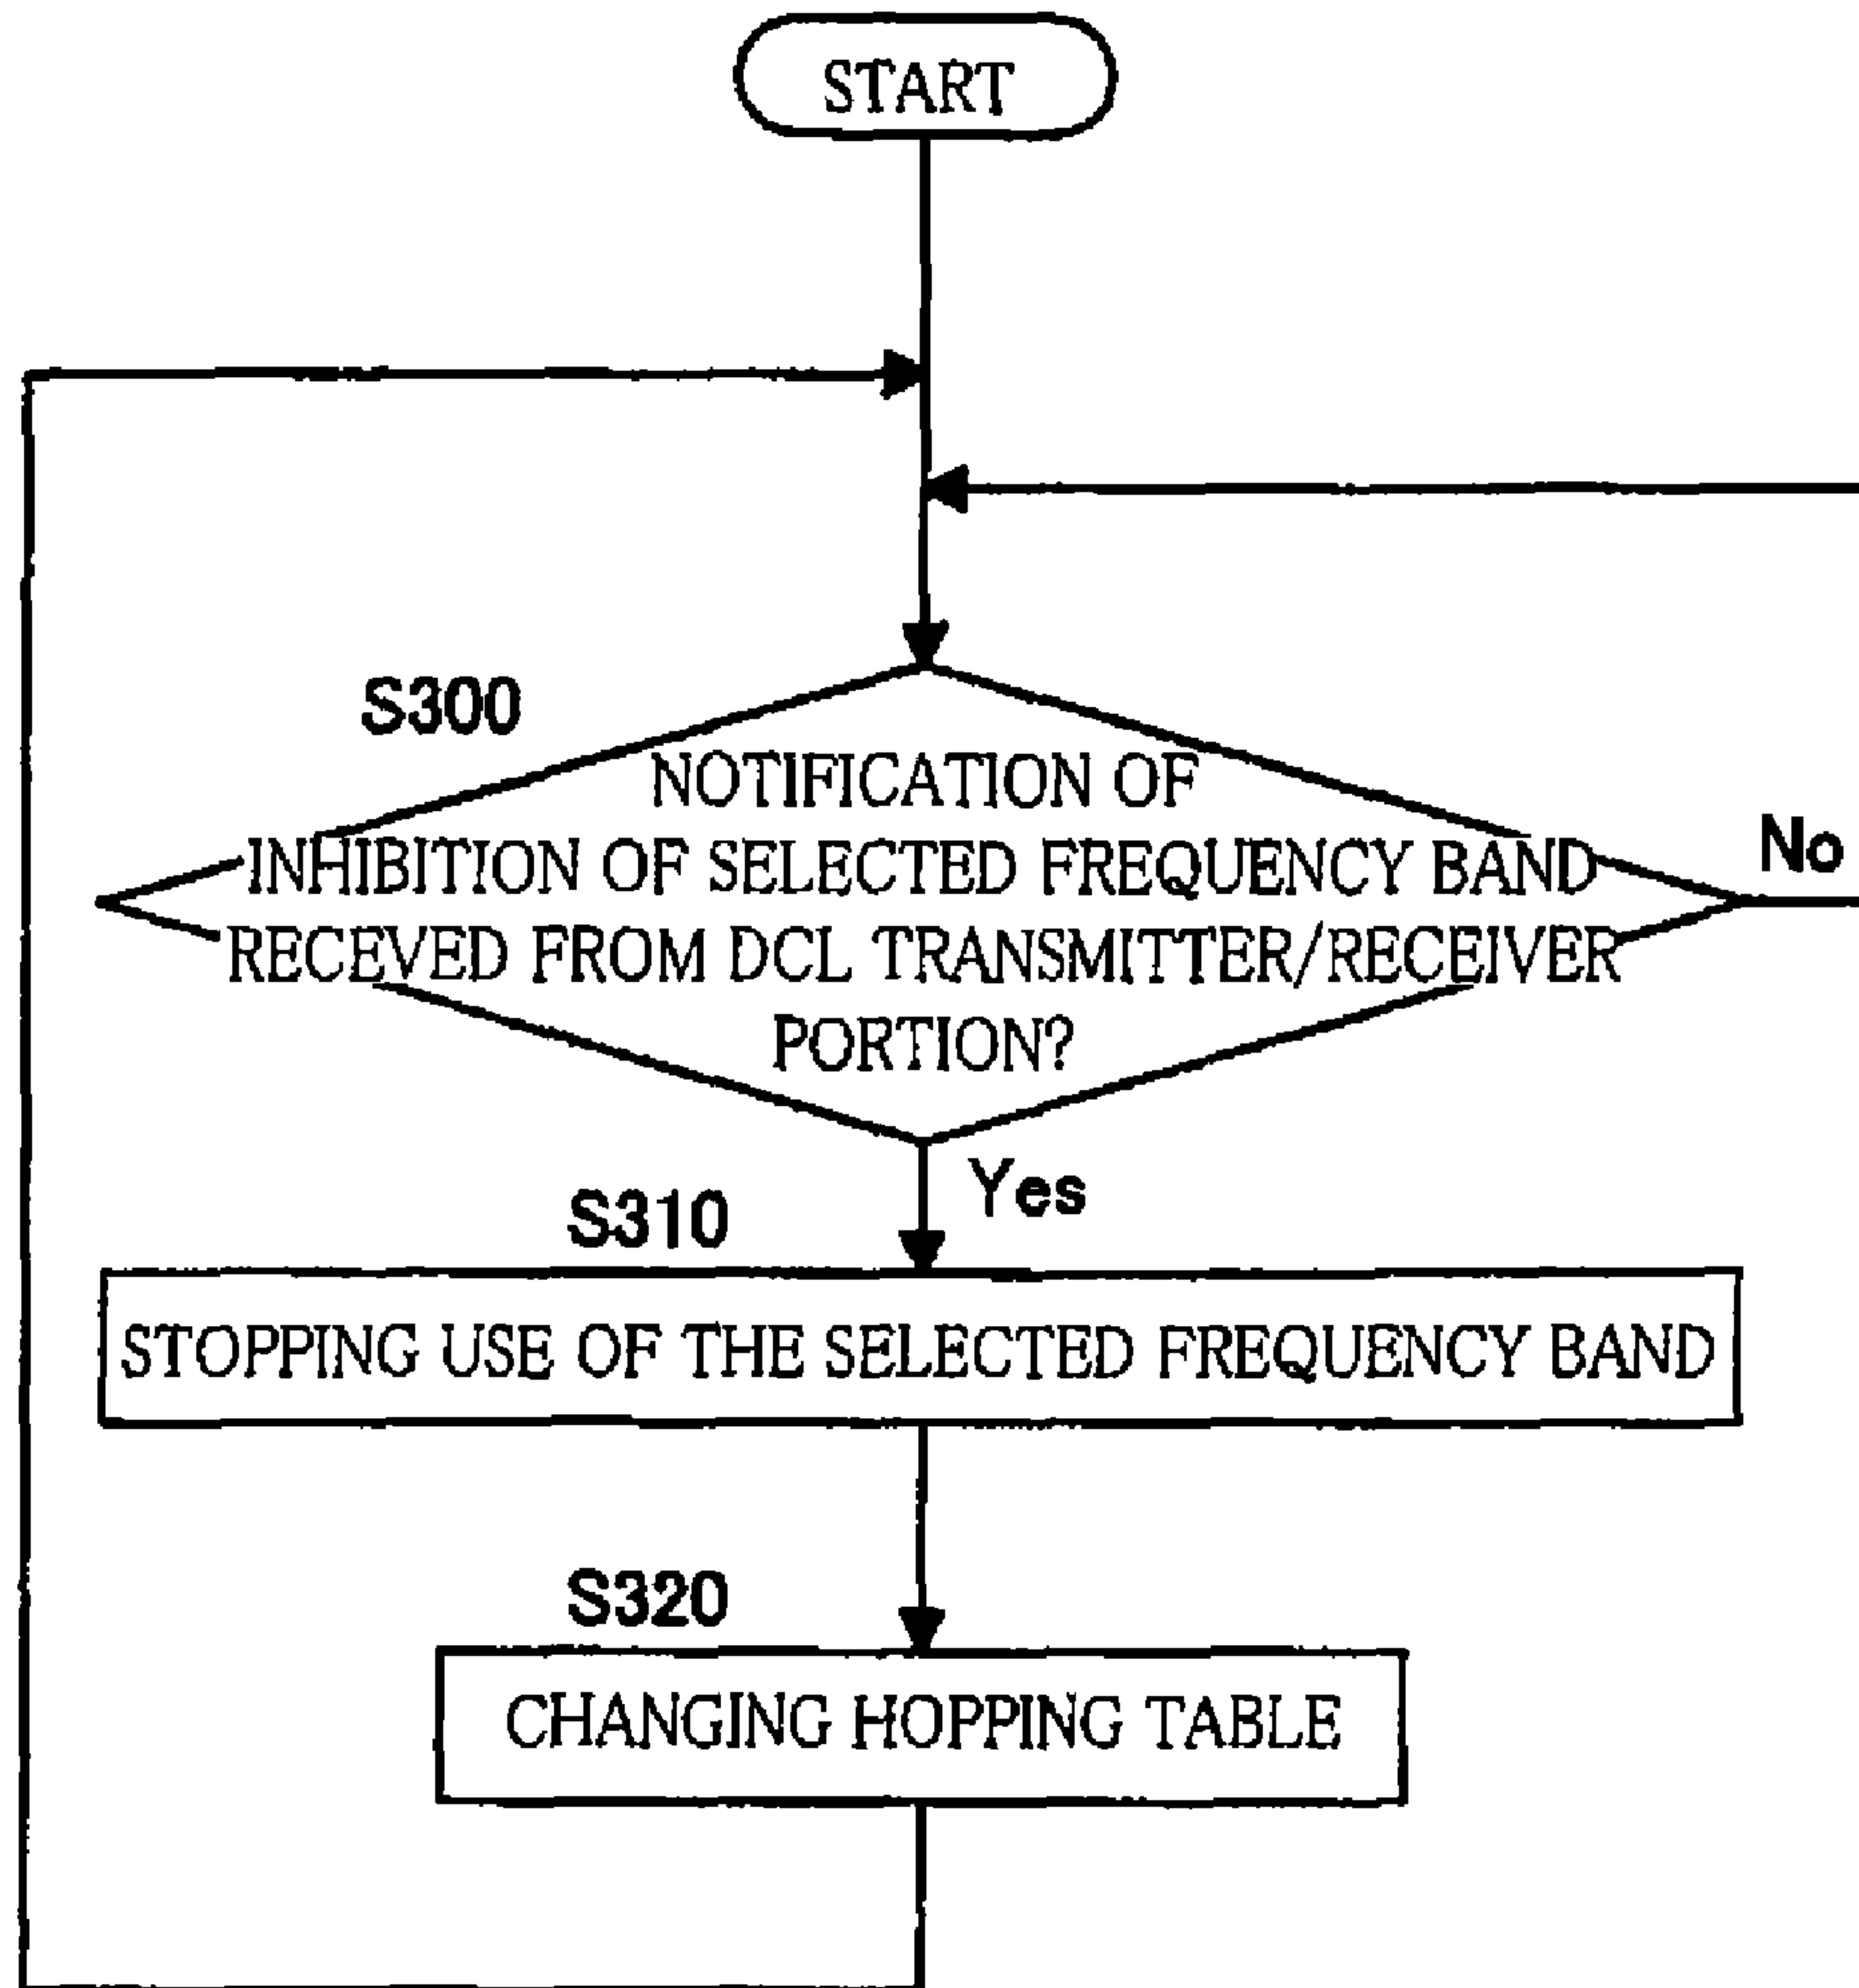 START
S300
NOTIFICATION OF
INHIBITION OF SELECTED FREQUENCY BAND
No
RECEVED FROM DCL TRANSMITTER/RECEIVER
PORTION?
Yes
S310
STOPPING USE OF THE SELECTED FREQUENCY BAND
S320
CHANGING HOPPING TABLE